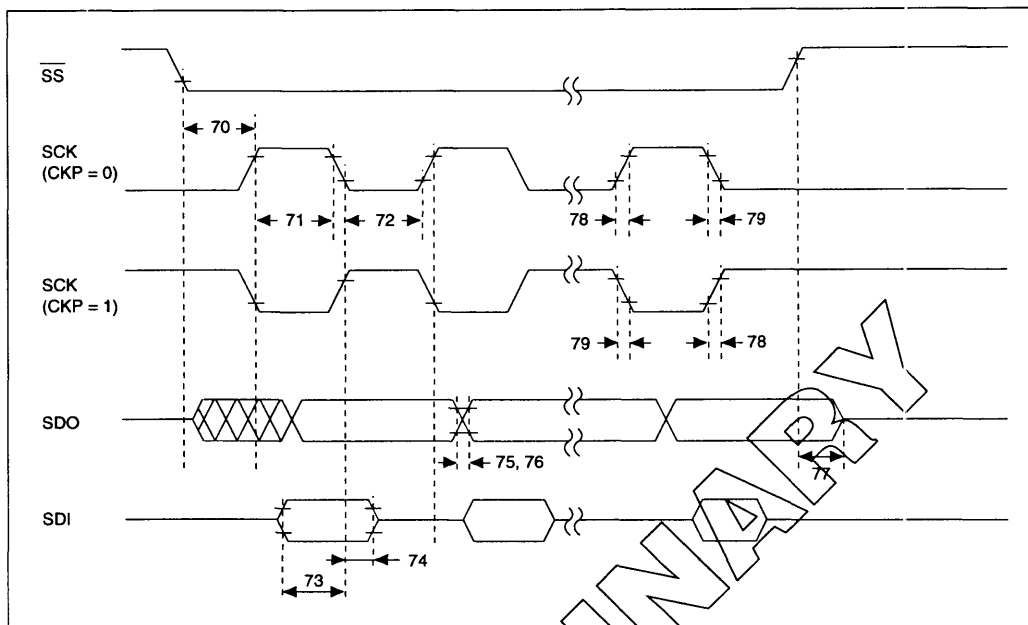 SS
70
SCK
(CKP = 0)
71
72
78
79
SCK
(CKP = 1)
79
78
SDO
75, 76
77
SDI
74
73
INARY